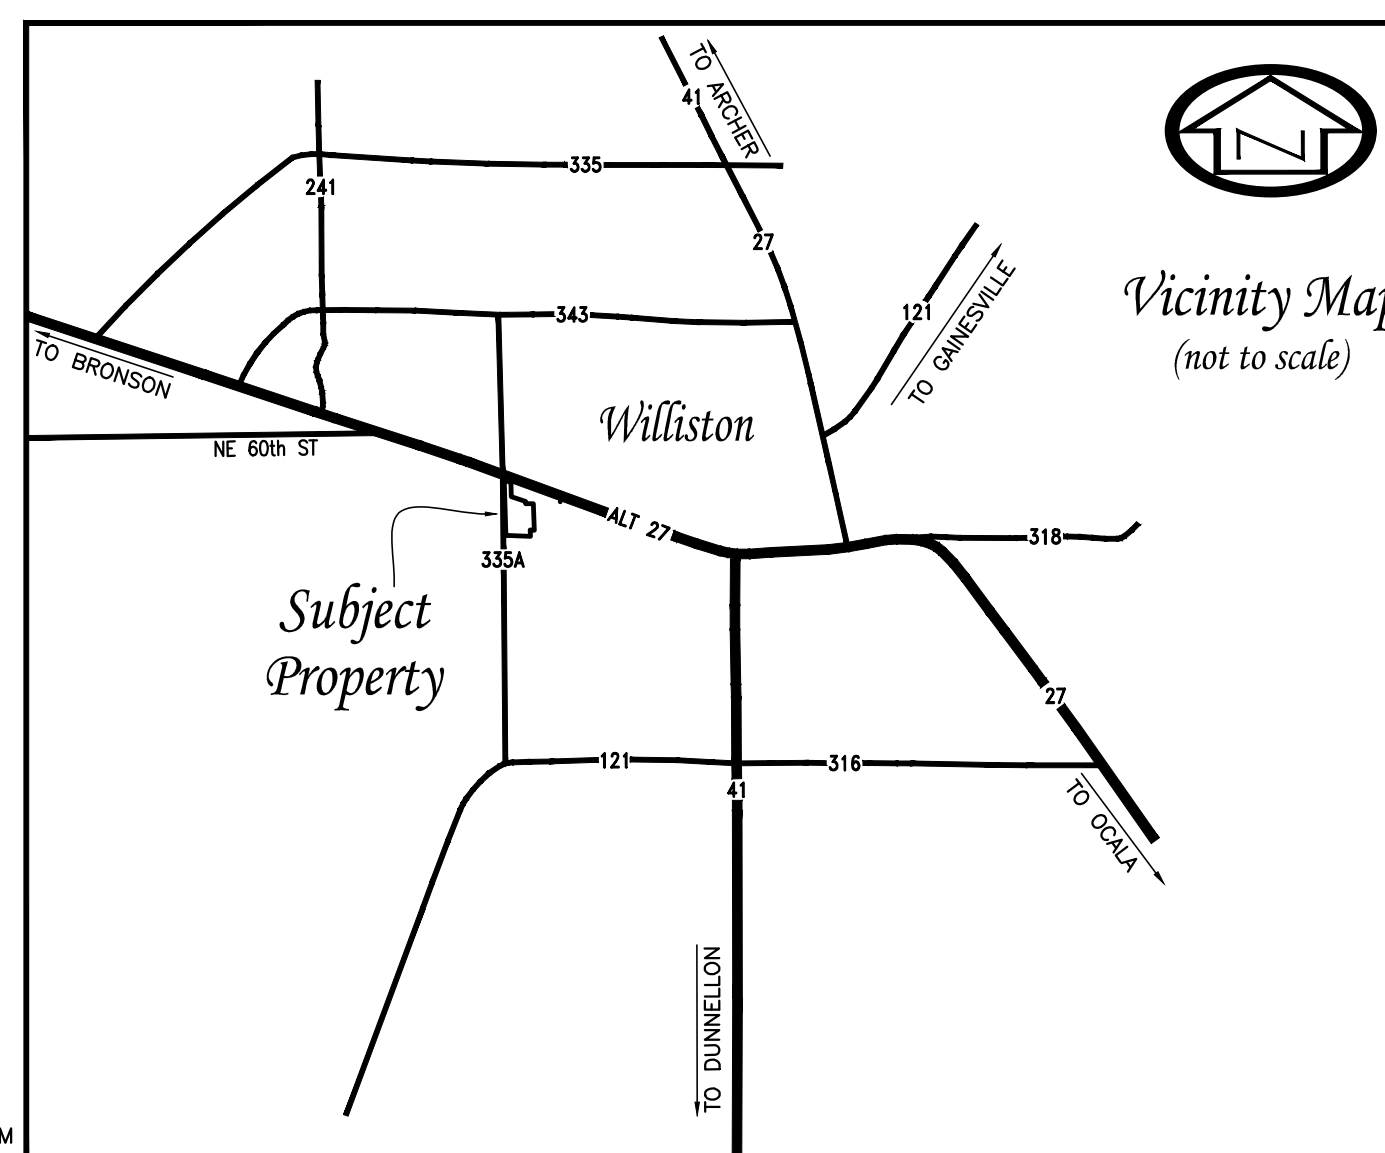 TO ARCHER
41
N
335
241
27
Vicinity Map
(not to scale)
121
TO GAINESVILLE
343
TO BRONSON
Williston
NE 60th ST
ALT 27
318
335A
Subject
Property
27
121
316
41
TO OCALA
TO DUNNELLON
M